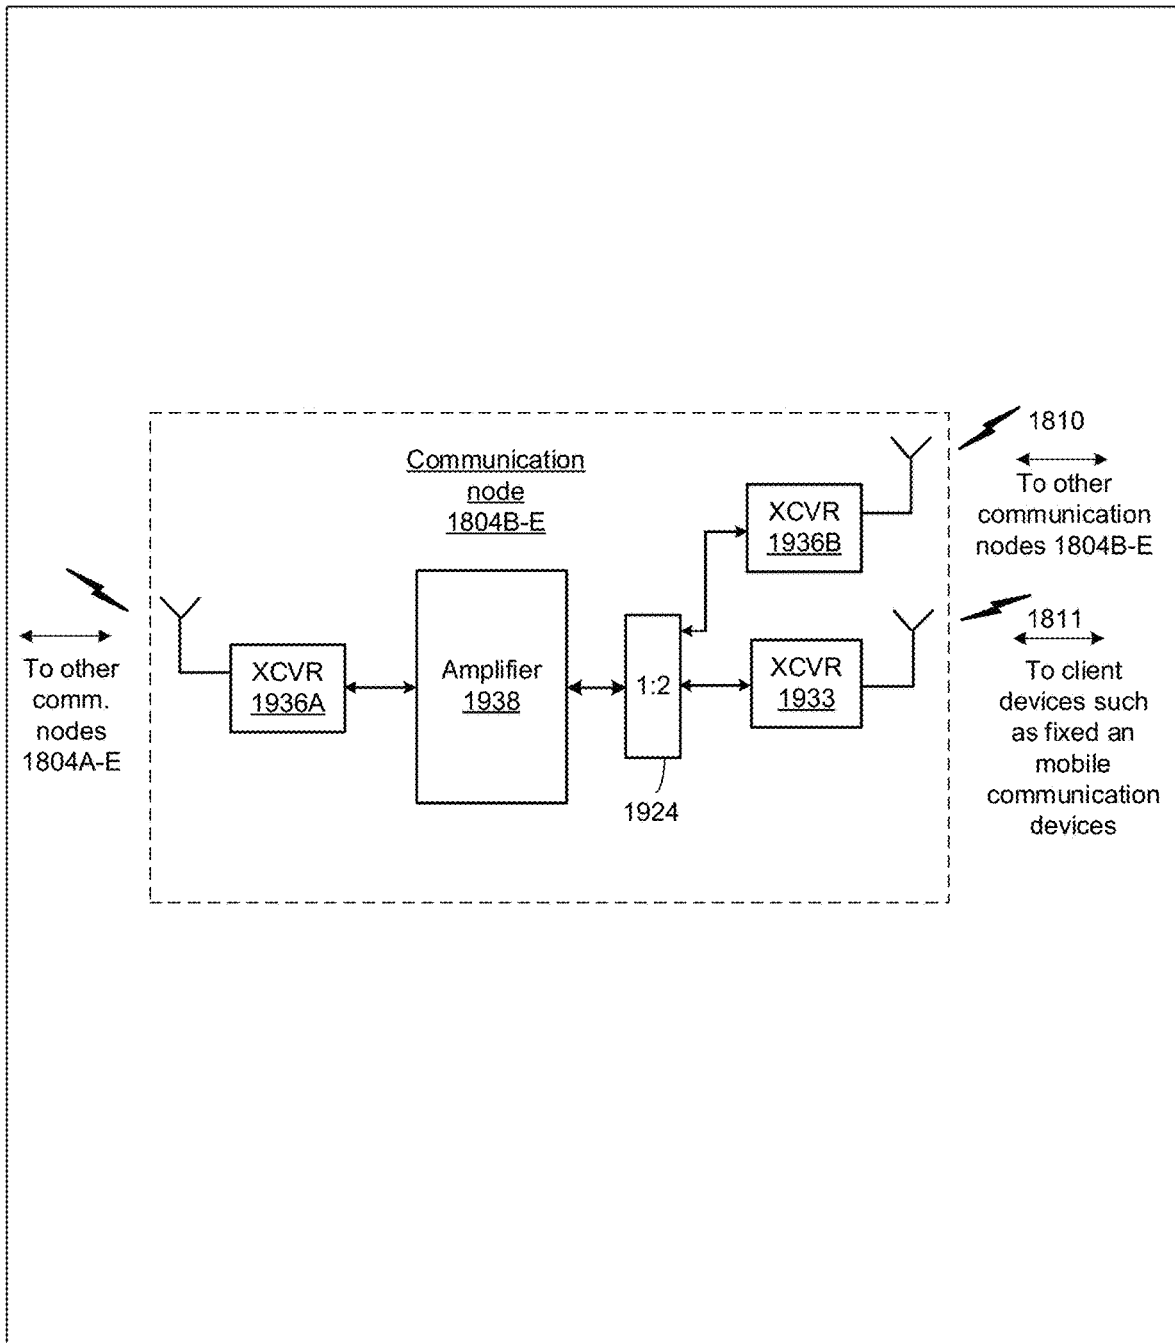 Communication
node
1804B-E
To other
comm.
nodes
1804A-E
XCVR
1936A
Amplifier
1938
1:2
1924
XCVR
1936B
XCVR
1933
1810
To other
communication
nodes 1804B-E
1811
To client
devices such
as fixed an
mobile
communication
devices